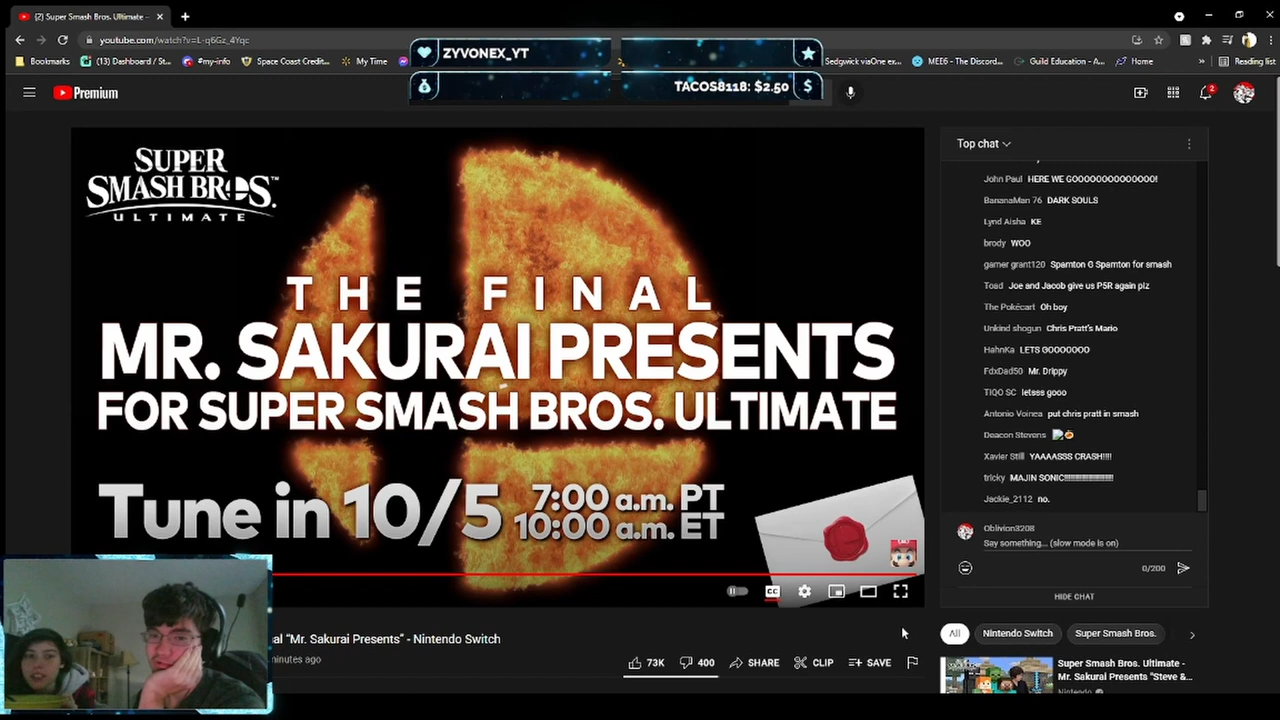 (2) Super Smash Bros. Ultimate –
youtube.com/watch?v=L-q6Gz_4Yqc
Bookmarks
(13) Dashboard / St...
#my-info
Space Coast Credit...
My Time
Sedgwick viaOne ex...
MEE6 - The Discord...
Guild Education - A...
Home
»
Reading list
ZYVONEX_YT
TACOS8118: $2.50
Premium
2
SUPER
SMASH BROS.™
ULTIMATE
THE FINAL
MR. SAKURAI PRESENTS
FOR SUPER SMASH BROS. ULTIMATE
Tune in 10/5
7:00 a.m. PT
10:00 a.m. ET
CC
Top chat
John Paul HERE WE GOOOOOOOOOOOOOO!
BananaMan 76 DARK SOULS
Lynd Aisha KE
brody WOO
gamer grant120 Spamton G Spamton for smash
Toad Joe and Jacob give us P5R again plz
The Pokécart Oh boy
Unkind shogun Chris Pratt's Mario
HahnKa LETS GOOOOOOO
FdxDad50 Mr. Drippy
TIQO SC letsss gooo
Antonio Voinea put chris pratt in smash
Deacon Stevens
Xavier Still YAAAASSS CRASH!!!!
tricky MAJIN SONIC
Jackie_2112 no.
Oblivion3208
Say something... (slow mode is on)
0/200
HIDE CHAT
al "Mr. Sakurai Presents" - Nintendo Switch
minutes ago
73K
400
SHARE
CLIP
SAVE
All
Nintendo Switch
Super Smash Bros.
Super Smash Bros. Ultimate -
Mr. Sakurai Presents "Steve &...
Nintendo